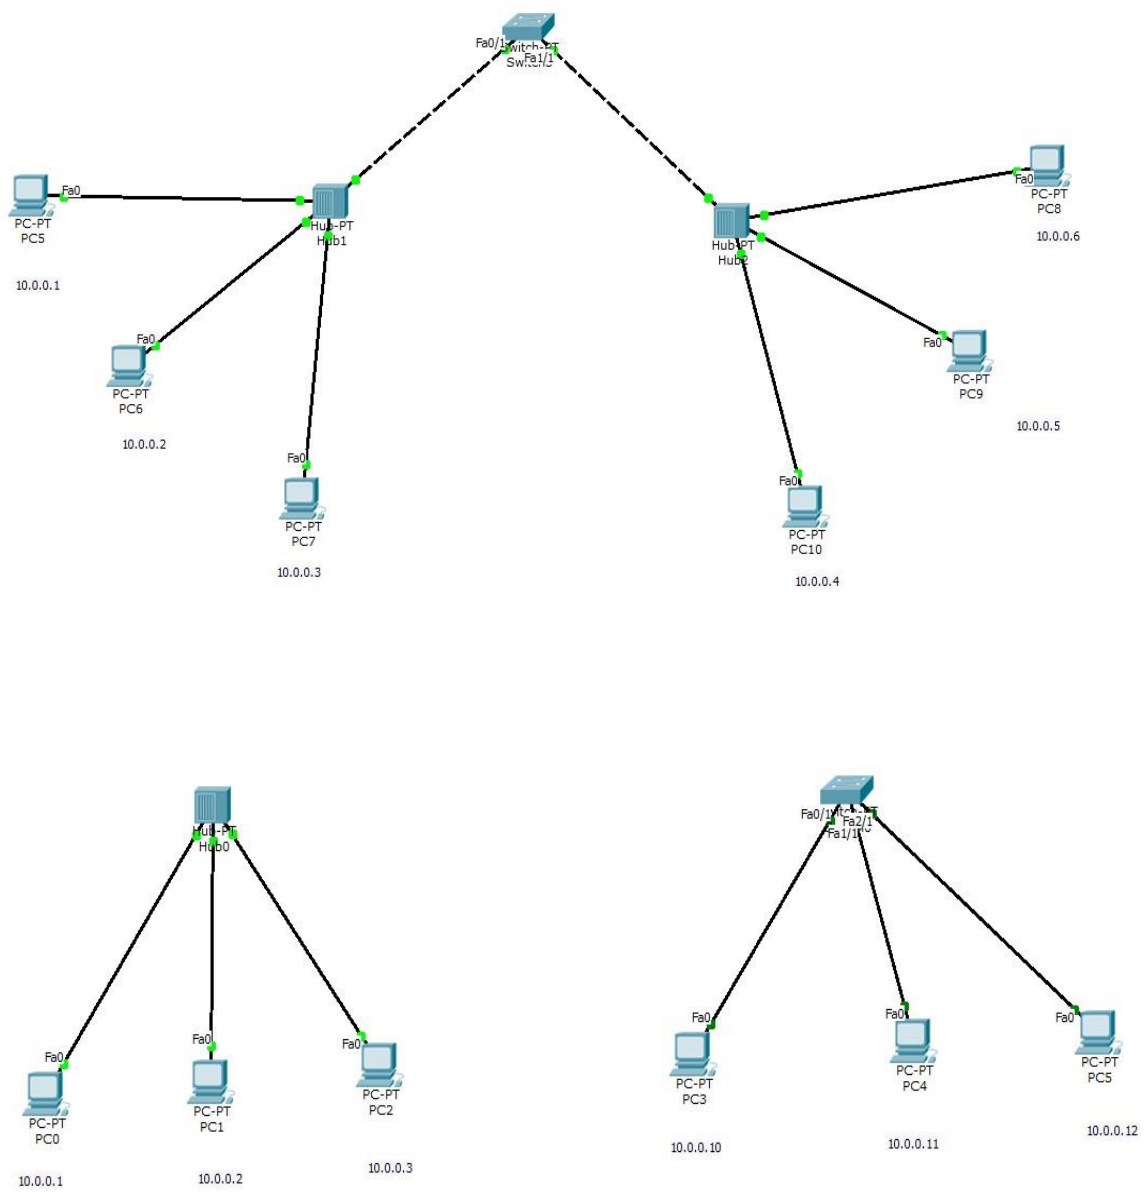 Fa0/1
Fa1/1
Fa0
PC-PT
PC5
10.0.0.1
Hub-PT
Hub1
Fa0
PC-PT
PC6
10.0.0.2
Fa0
PC-PT
PC7
10.0.0.3
Hub-PT
Hub2
Fa0
PC-PT
PC8
10.0.0.6
Fa0
PC-PT
PC9
10.0.0.5
Fa0
PC-PT
PC10
10.0.0.4
Hub-PT
Hub0
Fa0
PC-PT
PC0
10.0.0.1
Fa0
PC-PT
PC1
10.0.0.2
Fa0
PC-PT
PC2
10.0.0.3
Fa0/1
Fa2/1
Fa1/1
Fa0
PC-PT
PC3
10.0.0.10
Fa0
PC-PT
PC4
10.0.0.11
Fa0
PC-PT
PC5
10.0.0.12